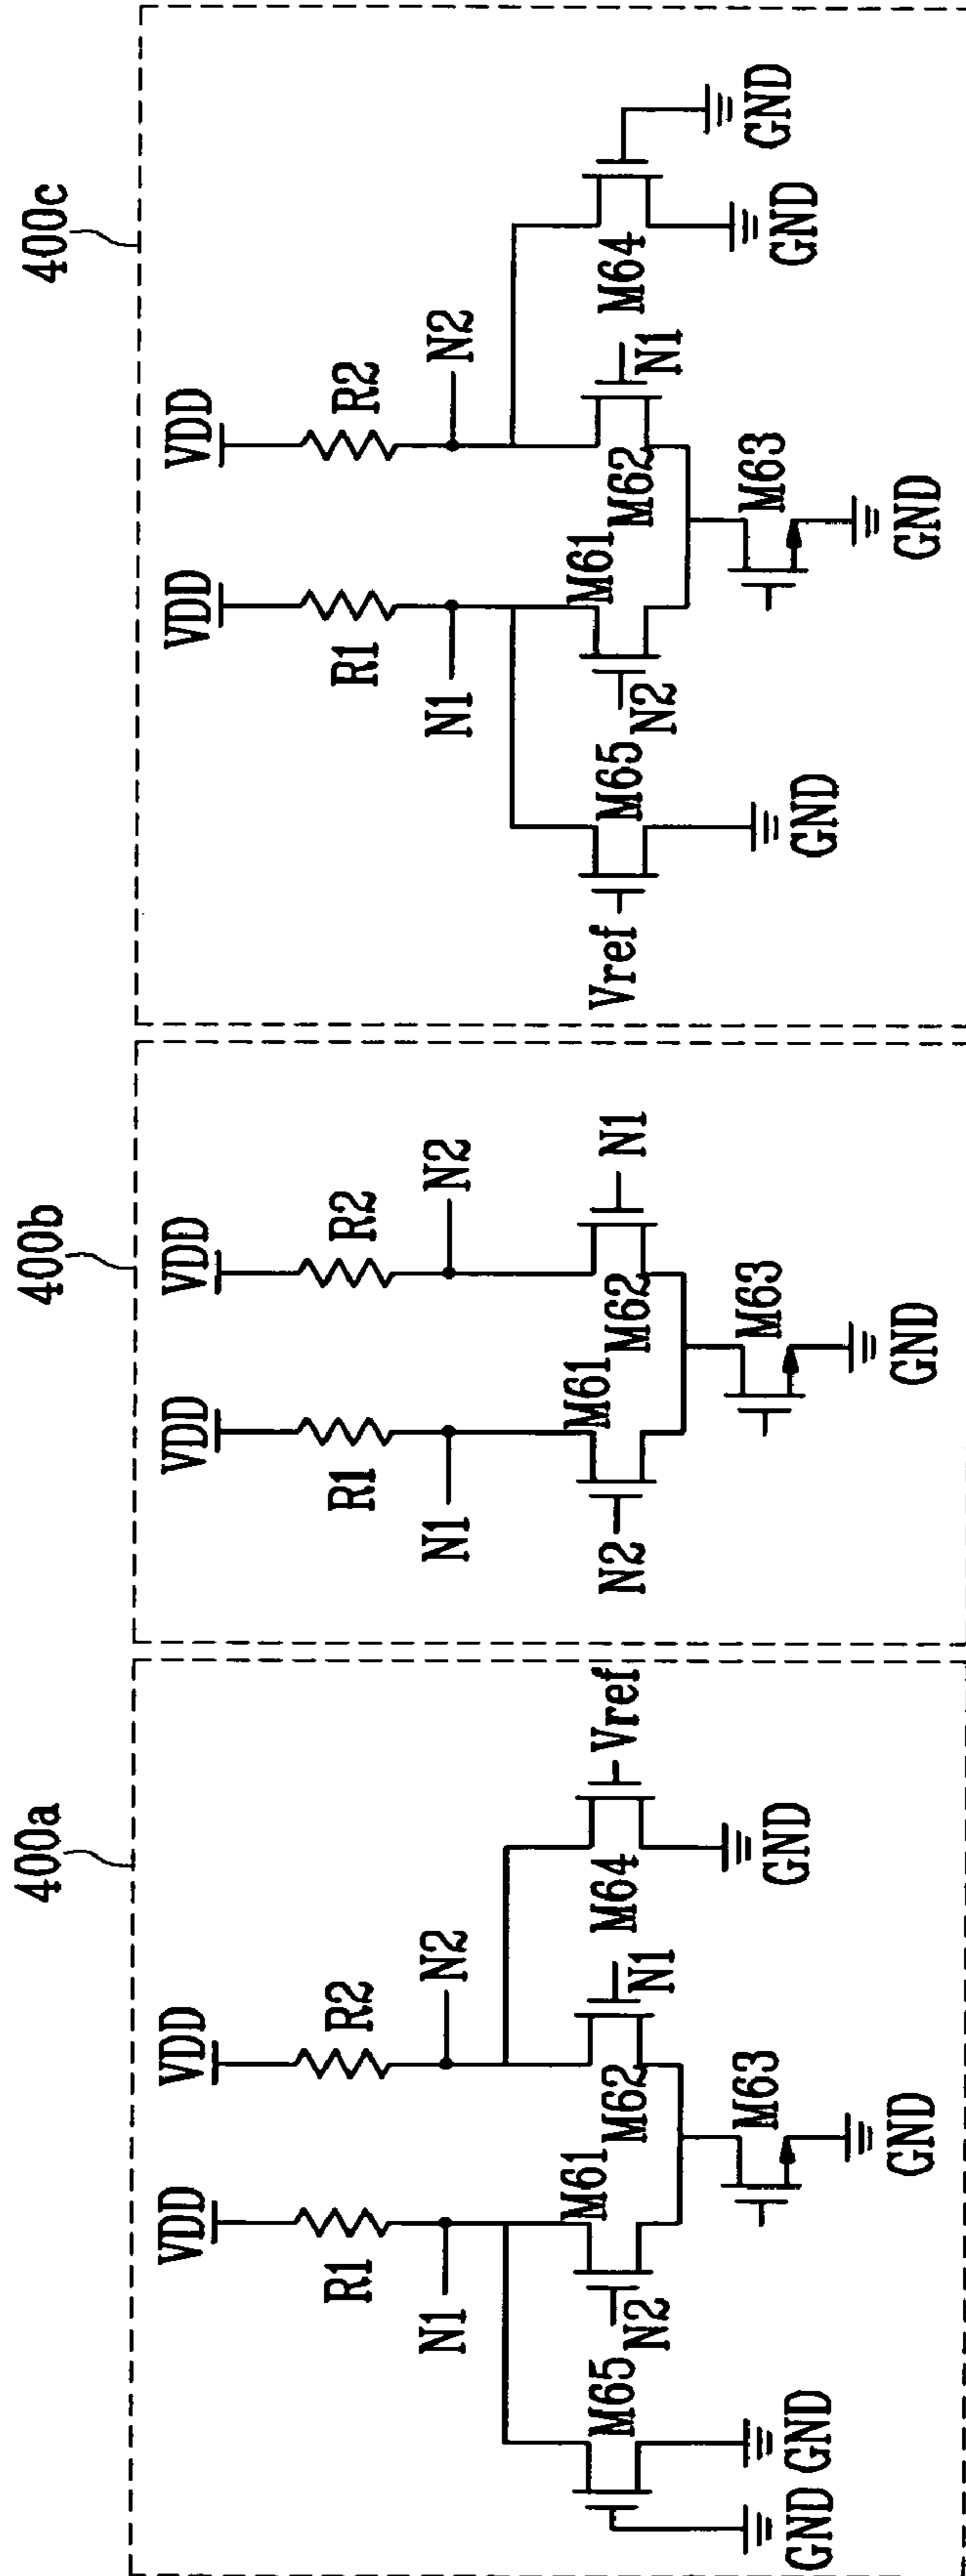 400a
VDD
VDD
R1
R2
N1
N2
M65
M61
M62
M64
N2
N1
Vref
M63
GND
GND
GND
GND
400b
VDD
VDD
R1
R2
N1
N2
M61
M62
N2
N1
M63
GND
400c
VDD
VDD
R1
R2
N1
N2
Vref
M65
M61
M62
M64
N2
N1
M63
GND
GND
GND
GND